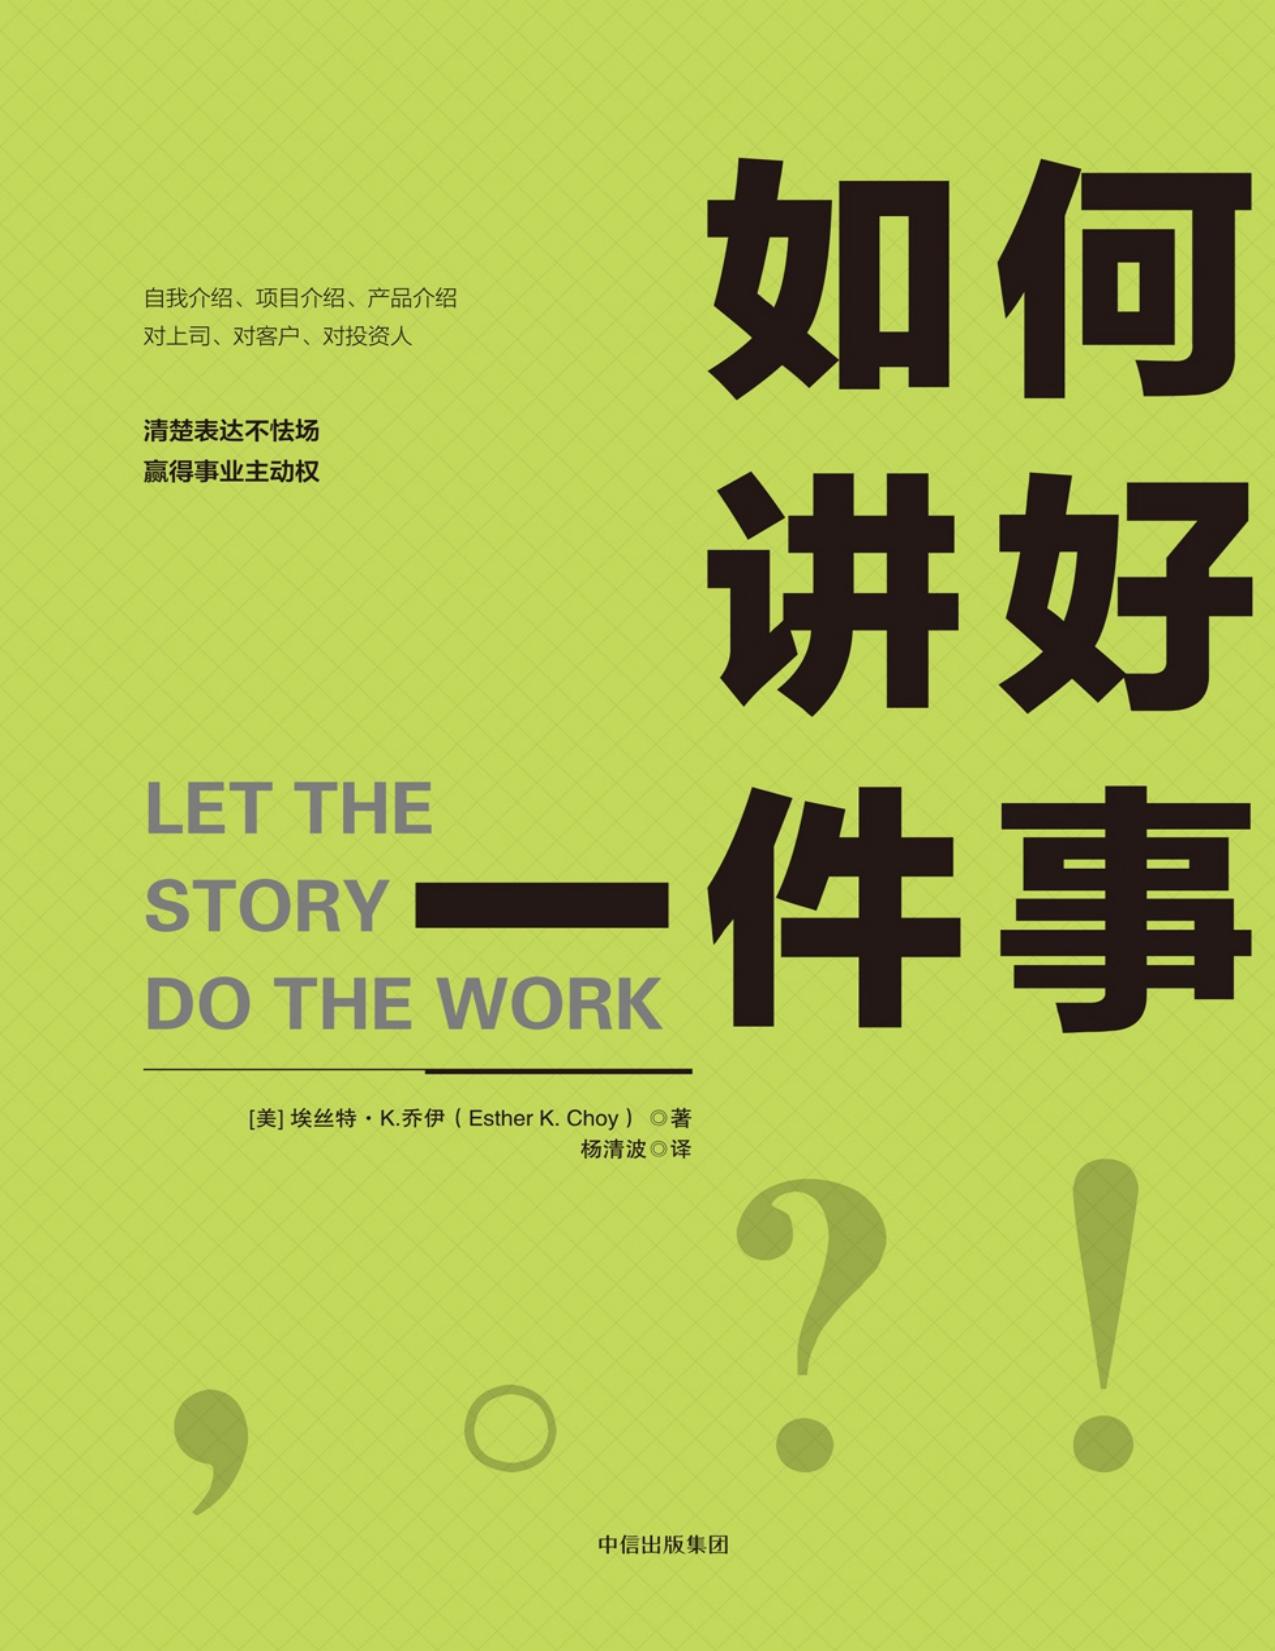 如何
讲好
一件事
自我介绍、项目介绍、产品介绍
对上司、对客户、对投资人
清楚表达不怯场
赢得事业主动权
LET THE
STORY
DO THE WORK
[美] 埃丝特·K.乔伊（Esther K. Choy） ◎著
杨清波◎译
， 。 ？ ！
中信出版集团